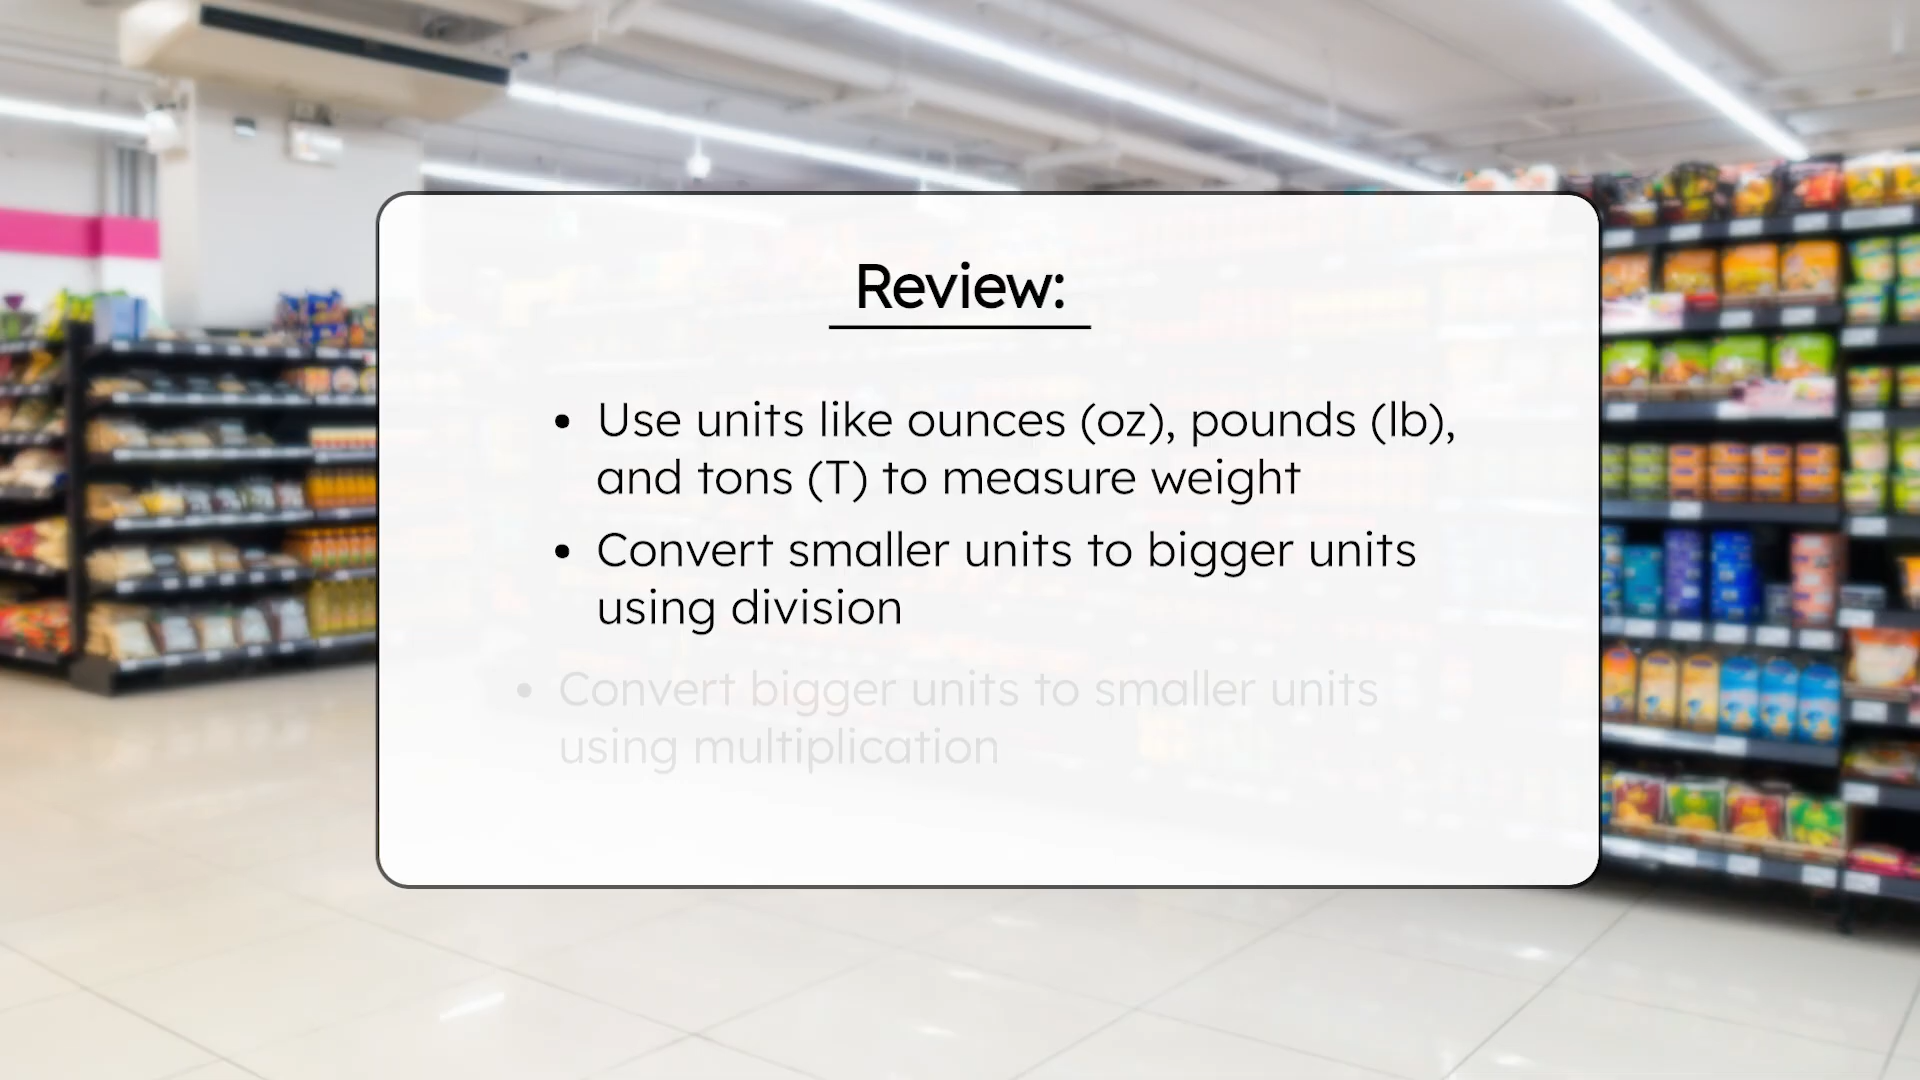 Review:
• Use units like ounces (oz), pounds (lb),
and tons (T) to measure weight
• Convert smaller units to bigger units
using division
• Convert bigger units to smaller units
using multiplication